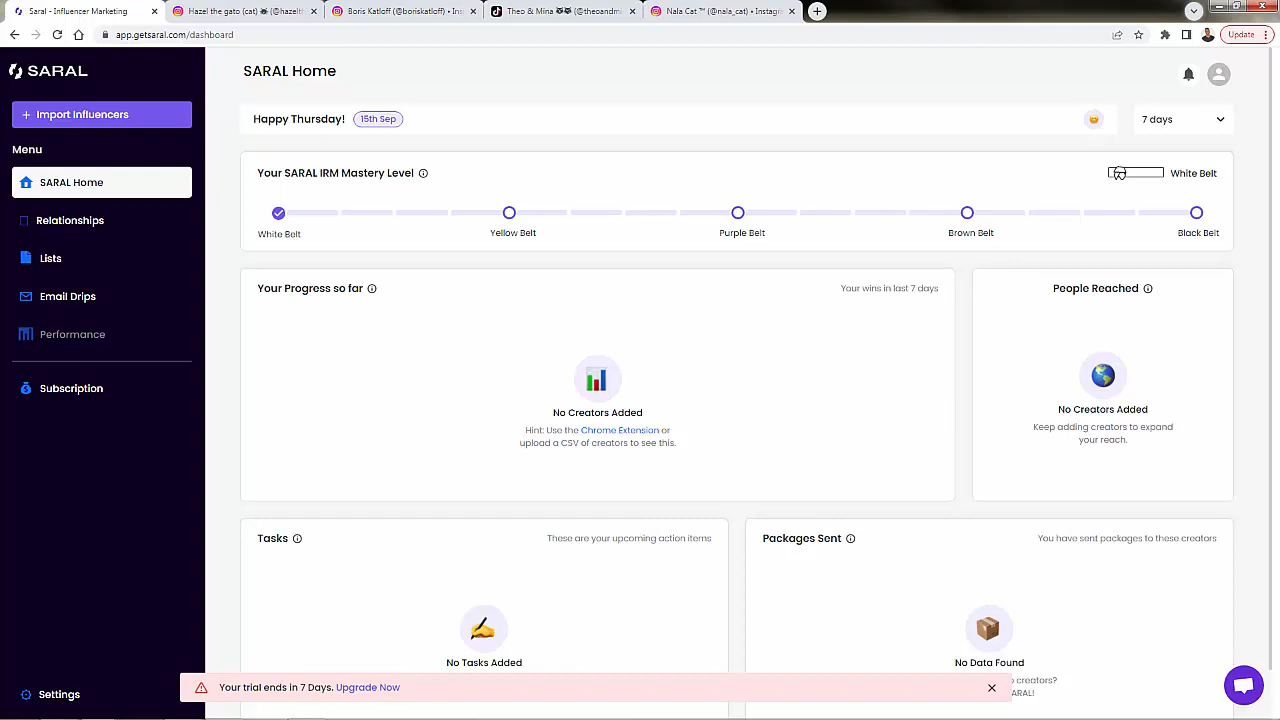 Saral - Influencer Marketing
Hazel the gato (cat)
Boris Katloff (@boriskatloff) • Ins
Theo & Mina
Nala Cat ™ (@nala_cat) • Instagra
app.getsaral.com/dashboard
Update
SARAL
SARAL Home
+ Import Influencers
Happy Thursday!
15th Sep
7 days
Menu
SARAL Home
Relationships
Lists
Email Drips
Performance
Subscription
Settings
Your SARAL IRM Mastery Level
White Belt
White Belt
Yellow Belt
Purple Belt
Brown Belt
Black Belt
Your Progress so far
Your wins in last 7 days
No Creators Added
Hint: Use the Chrome Extension or
upload a CSV of creators to see this.
People Reached
No Creators Added
Keep adding creators to expand
your reach.
Tasks
These are your upcoming action items
No Tasks Added
Packages Sent
You have sent packages to these creators
No Data Found
creators?
ARAL!
Your trial ends in 7 Days. Upgrade Now